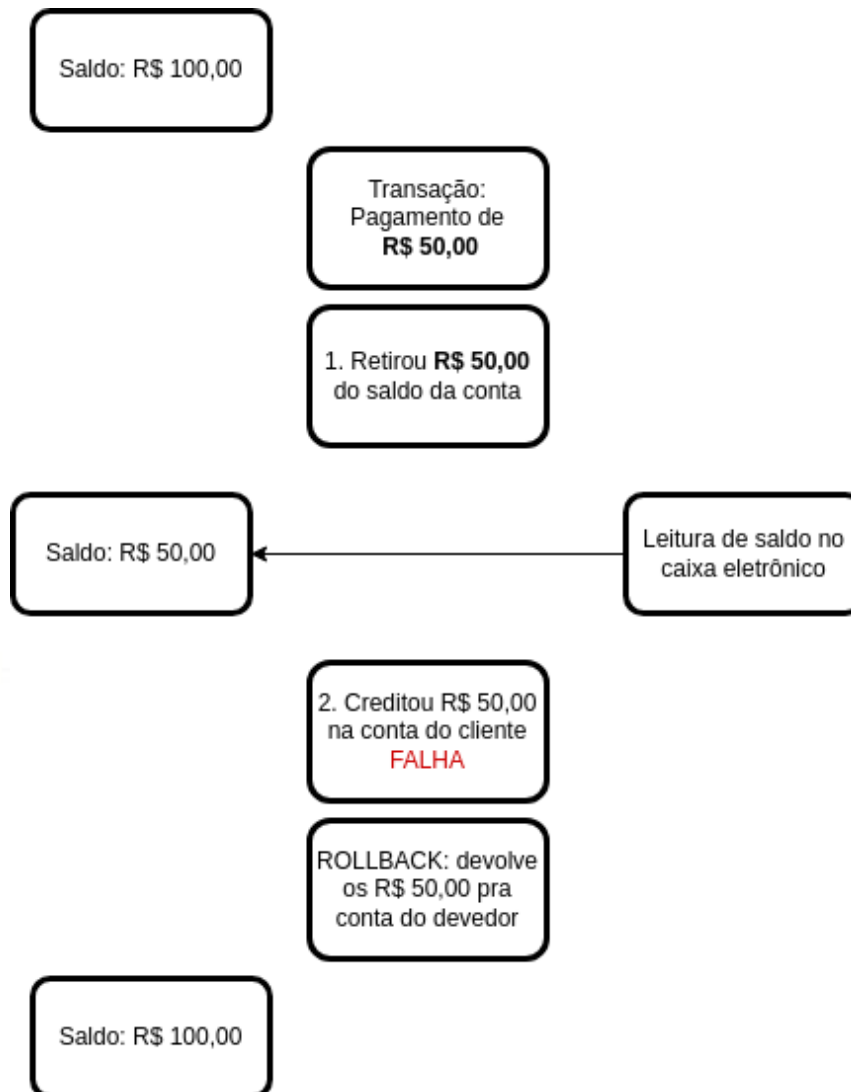 Saldo: R$ 100,00
Transação:
Pagamento de
R$ 50,00
1. Retirou R$ 50,00
do saldo da conta
Saldo: R$ 50,00
Leitura de saldo no
caixa eletrônico
2. Creditou R$ 50,00
na conta do cliente
FALHA
ROLLBACK: devolve
os R$ 50,00 pra
conta do devedor
Saldo: R$ 100,00